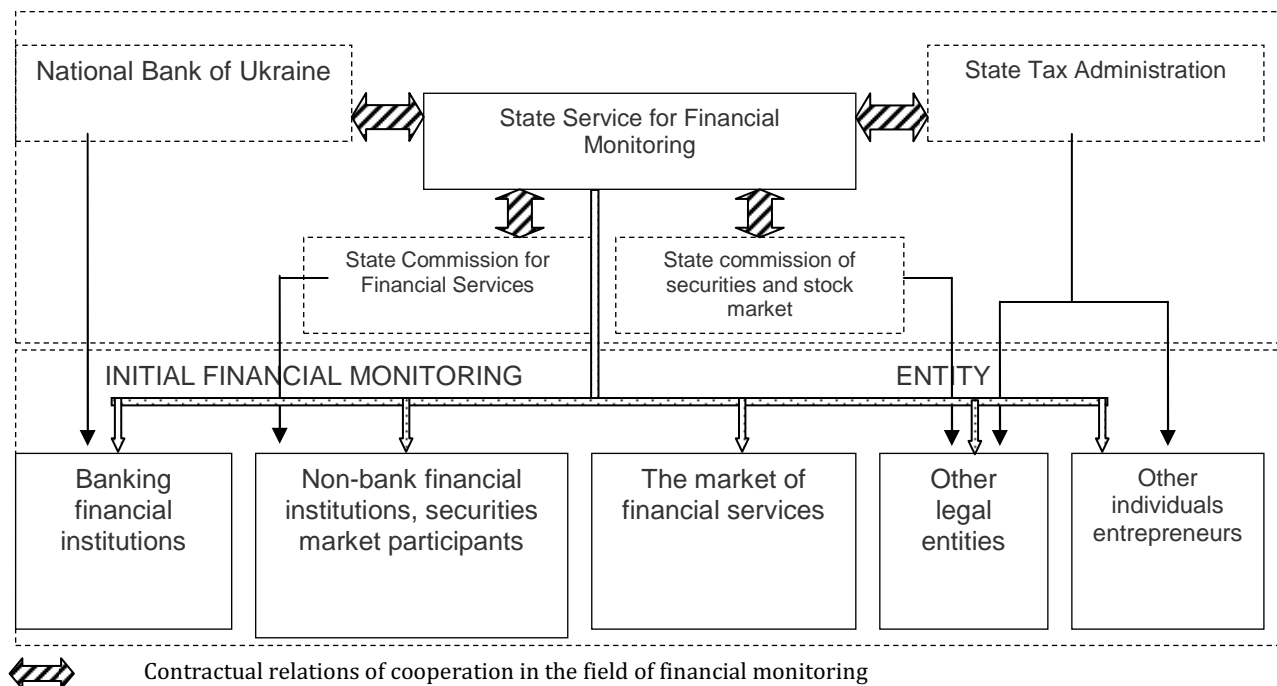 National Bank of Ukraine
State Tax Administration
State Service for Financial
Monitoring
State Commission for
Financial Services
State commission of
securities and stock
market
INITIAL FINANCIAL MONITORING
ENTITY
Banking
financial
institutions
Non-bank financial
institutions, securities
market participants
The market of
financial services
Other
legal
entities
Other
individuals
entrepreneurs
Contractual relations of cooperation in the field of financial monitoring